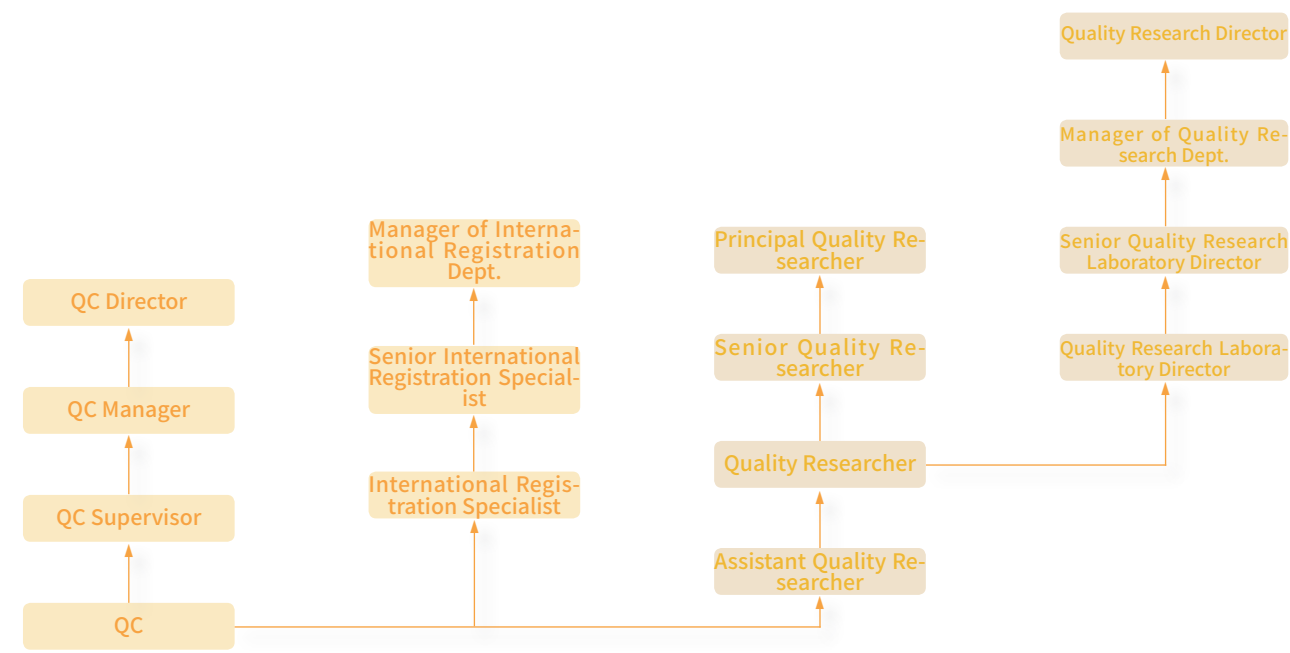 Quality Research Director
Manager of Quality Re-
search Dept.
Manager of Interna-
tional Registration
Dept.
Principal Quality Re-
searcher
Senior Quality Research
Laboratory Director
QC Director
Senior International
Registration Special-
ist
Senior Quality Re-
searcher
Quality Research Labora-
tory Director
QC Manager
International Regis-
tration Specialist
Quality Researcher
QC Supervisor
Assistant Quality Re-
searcher
QC